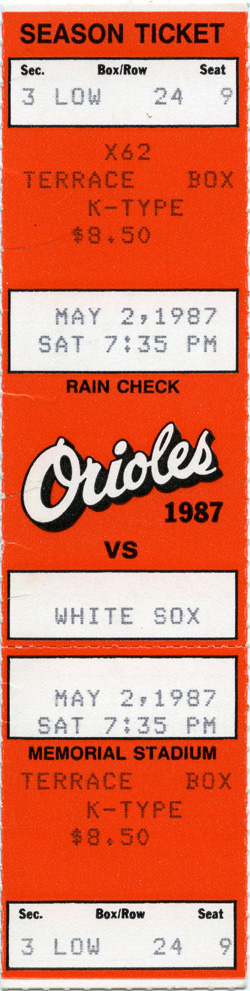 SEASON TICKET
Sec. Box/Row Seat
3 LOW 24 9
X62
TERRACE BOX
K-TYPE
$8.50
MAY 2,1987
SAT 7:35 PM
RAIN CHECK
Orioles
1987
VS
WHITE SOX
MAY 2,1987
SAT 7:35 PM
MEMORIAL STADIUM
TERRACE BOX
K-TYPE
$8.50
Sec. Box/Row Seat
3 LOW 24 9